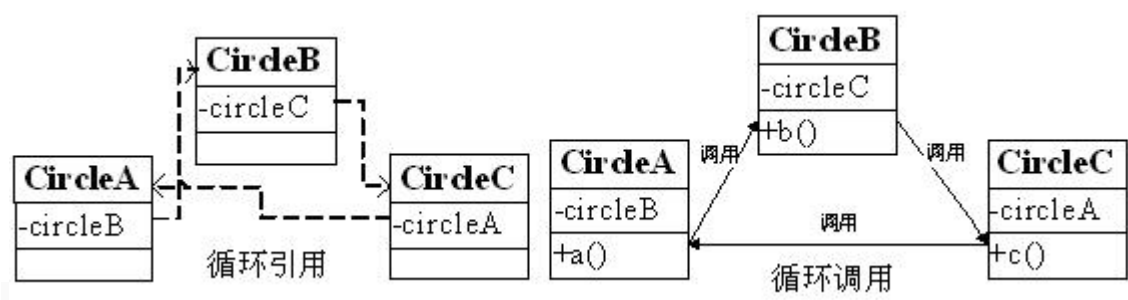 CircleB
-circleC
CircleA
-circleB
CircleC
-circleA
循环引用
CircleB
-circleC
+b()
调用
调用
CircleA
-circleB
+a()
调用
CircleC
-circleA
+c()
循环调用